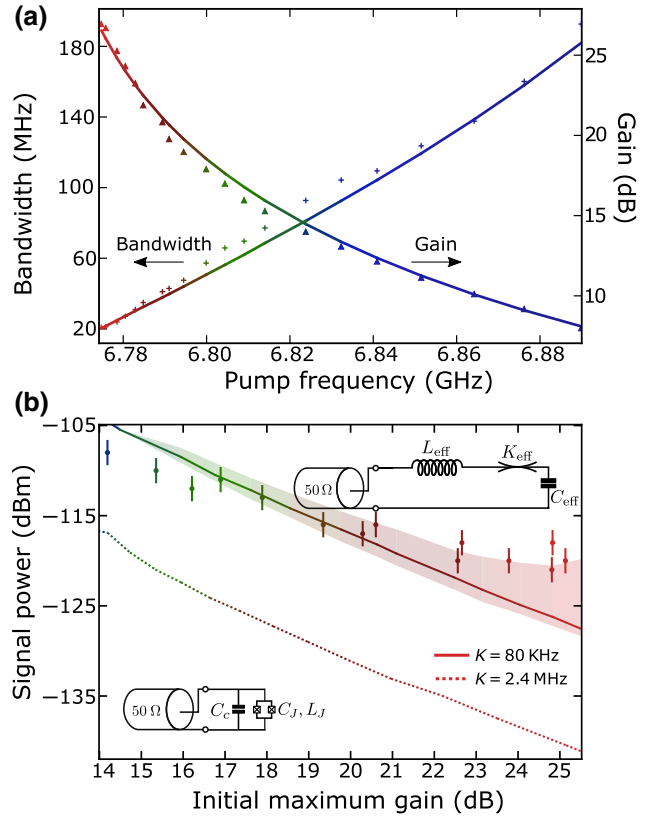 (a)
180
140
100
60
20
Bandwidth (MHz)
25
20
15
10
Gain (dB)
Bandwidth
Gain
6.78
6.80
6.82
6.84
6.86
6.88
Pump frequency (GHz)
(b)
−105
−115
−125
−135
Signal power (dBm)
50 Ω
L_eff
K_eff
C_eff
K = 80 KHz
K = 2.4 MHz
50 Ω
C_c
C_J, L_J
14
15
16
17
18
19
20
21
22
23
24
25
Initial maximum gain (dB)